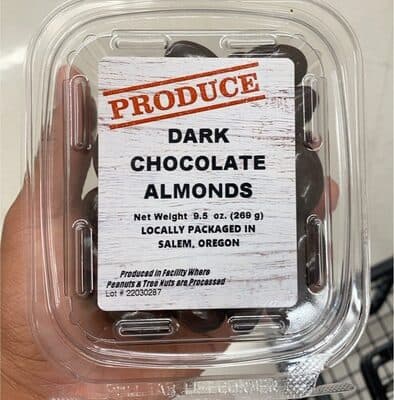 PRODUCE
DARK
CHOCOLATE
ALMONDS
Net Weight 9.5 oz. (269 g)
LOCALLY PACKAGED IN
SALEM, OREGON
Produced in Facility Where
Peanuts & Tree Nuts are Processed
Lot # 22030287